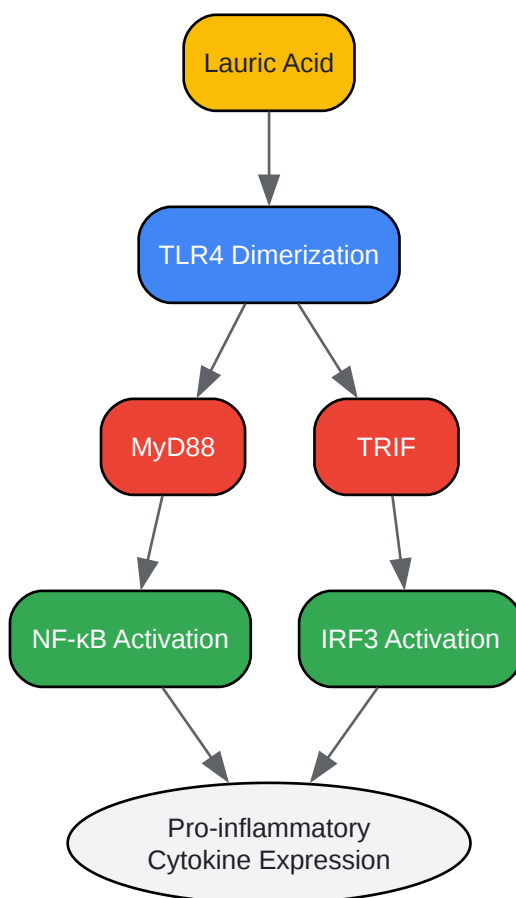 Lauric Acid
TLR4 Dimerization
MyD88
TRIF
NF-κB Activation
IRF3 Activation
Pro-inflammatory
Cytokine Expression